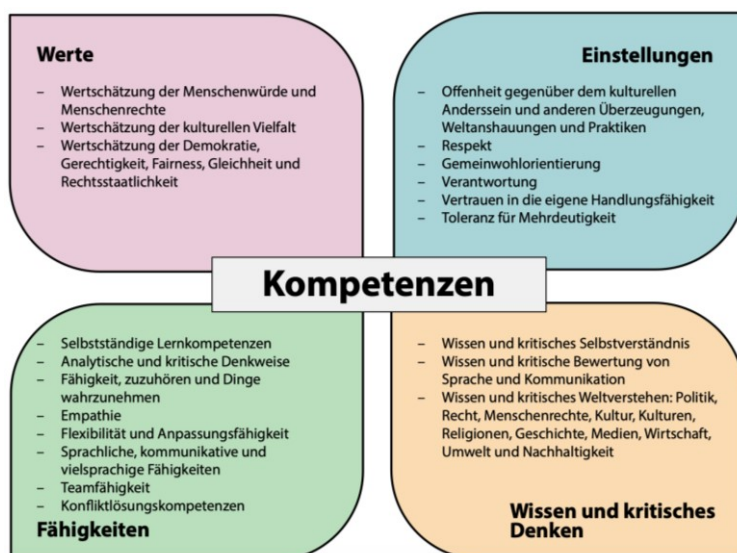 Werte
– Wertschätzung der Menschenwürde und
Menschenrechte
– Wertschätzung der kulturellen Vielfalt
– Wertschätzung der Demokratie,
Gerechtigkeit, Fairness, Gleichheit und
Rechtsstaatlichkeit
Einstellungen
– Offenheit gegenüber dem kulturellen
Anderssein und anderen Überzeugungen,
Weltanshauungen und Praktiken
– Respekt
– Gemeinwohlorientierung
– Verantwortung
– Vertrauen in die eigene Handlungsfähigkeit
– Toleranz für Mehrdeutigkeit
Kompetenzen
– Selbstständige Lernkompetenzen
– Analytische und kritische Denkweise
– Fähigkeit, zuzuhören und Dinge
wahrzunehmen
– Empathie
– Flexibilität und Anpassungsfähigkeit
– Sprachliche, kommunikative und
vielsprachige Fähigkeiten
– Teamfähigkeit
– Konfliktlösungskompetenzen
Fähigkeiten
– Wissen und kritisches Selbstverständnis
– Wissen und kritische Bewertung von
Sprache und Kommunikation
– Wissen und kritisches Weltverstehen: Politik,
Recht, Menschenrechte, Kultur, Kulturen,
Religionen, Geschichte, Medien, Wirtschaft,
Umwelt und Nachhaltigkeit
Wissen und kritisches
Denken